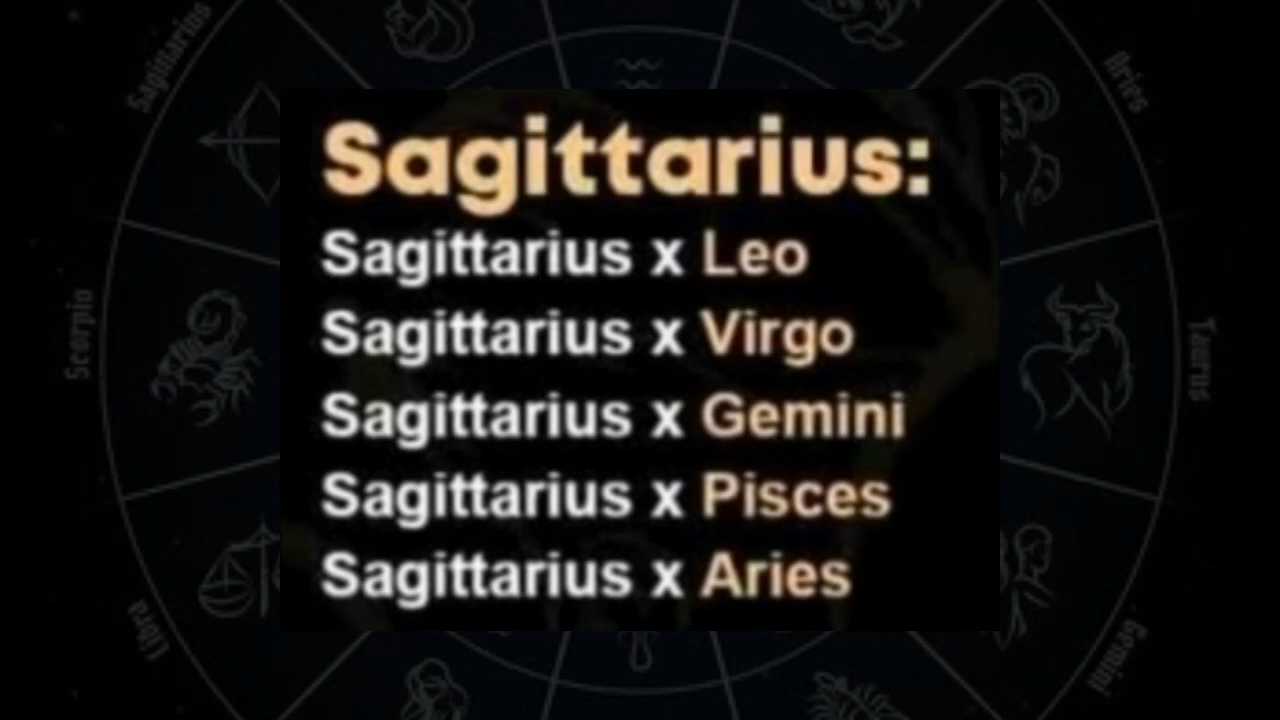 Sagittarius
Aries
Sagittarius:
Sagittarius x Leo
Sagittarius x Virgo
Sagittarius x Gemini
Sagittarius x Pisces
Sagittarius x Aries
Scorpio
Taurus
Libra
Gemini